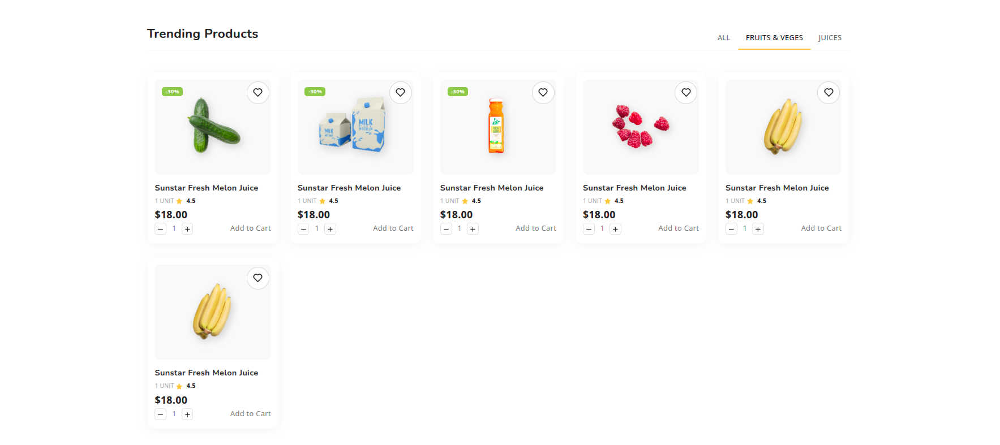 Trending Products
ALL FRUITS & VEGES JUICES
-30% -30% -30%
MILK MILK
MOCKUP
Sunstar Fresh Melon Juice Sunstar Fresh Melon Juice Sunstar Fresh Melon Juice Sunstar Fresh Melon Juice Sunstar Fresh Melon Juice
1 UNIT 4.5 1 UNIT 4.5 1 UNIT 4.5 1 UNIT 4.5 1 UNIT 4.5
$18.00 $18.00 $18.00 $18.00 $18.00
− 1 + Add to Cart − 1 + Add to Cart − 1 + Add to Cart − 1 + Add to Cart − 1 + Add to Cart
Sunstar Fresh Melon Juice
1 UNIT 4.5
$18.00
− 1 + Add to Cart